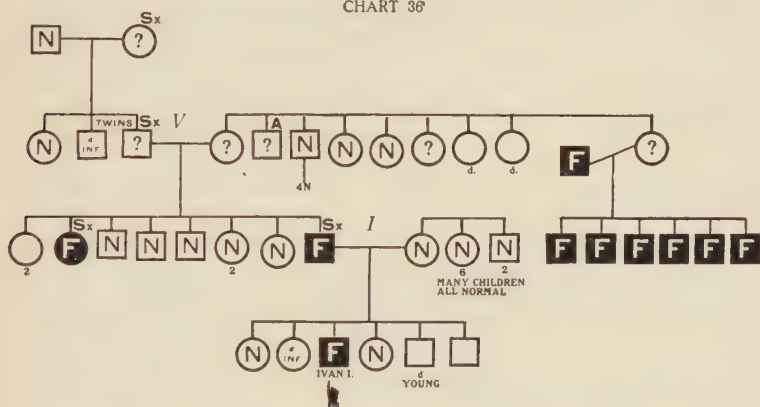 CHART 36
Sx
N ?
TWINS Sx V A
N d INF ? ? ? N N N ? d. d. F ?
4N
Sx Sx I
2 F N N N N 2 N F N N 6 N 2 F F F F F F
MANY CHILDREN
ALL NORMAL
N d INF F N
IVAN I. d
YOUNG